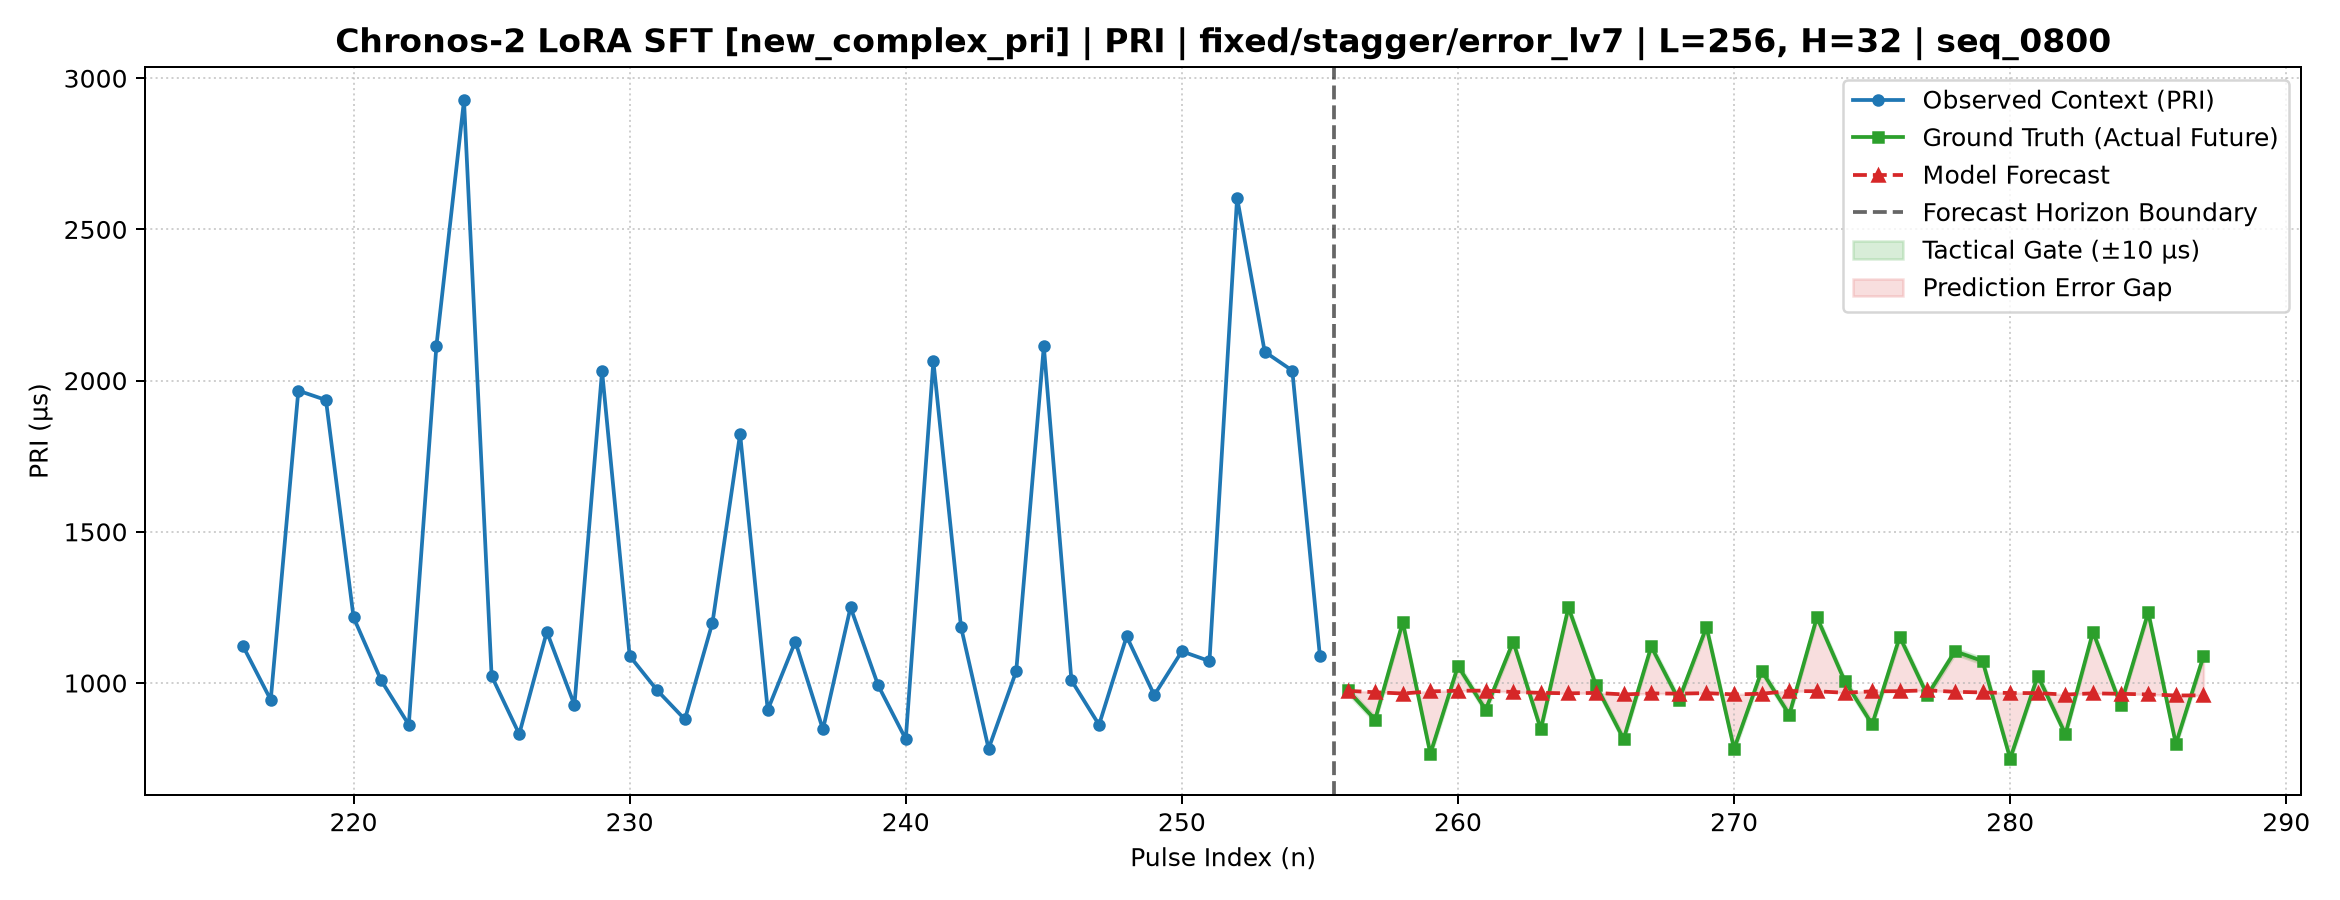 Chronos-2 LoRA SFT [new_complex_pri] | PRI | fixed/stagger/error_lv7 | L=256, H=32 | seq_0800
3000
2500
2000
1500
1000
PRI (µs)
Observed Context (PRI)
Ground Truth (Actual Future)
Model Forecast
Forecast Horizon Boundary
Tactical Gate (±10 µs)
Prediction Error Gap
220
230
240
250
260
270
280
290
Pulse Index (n)